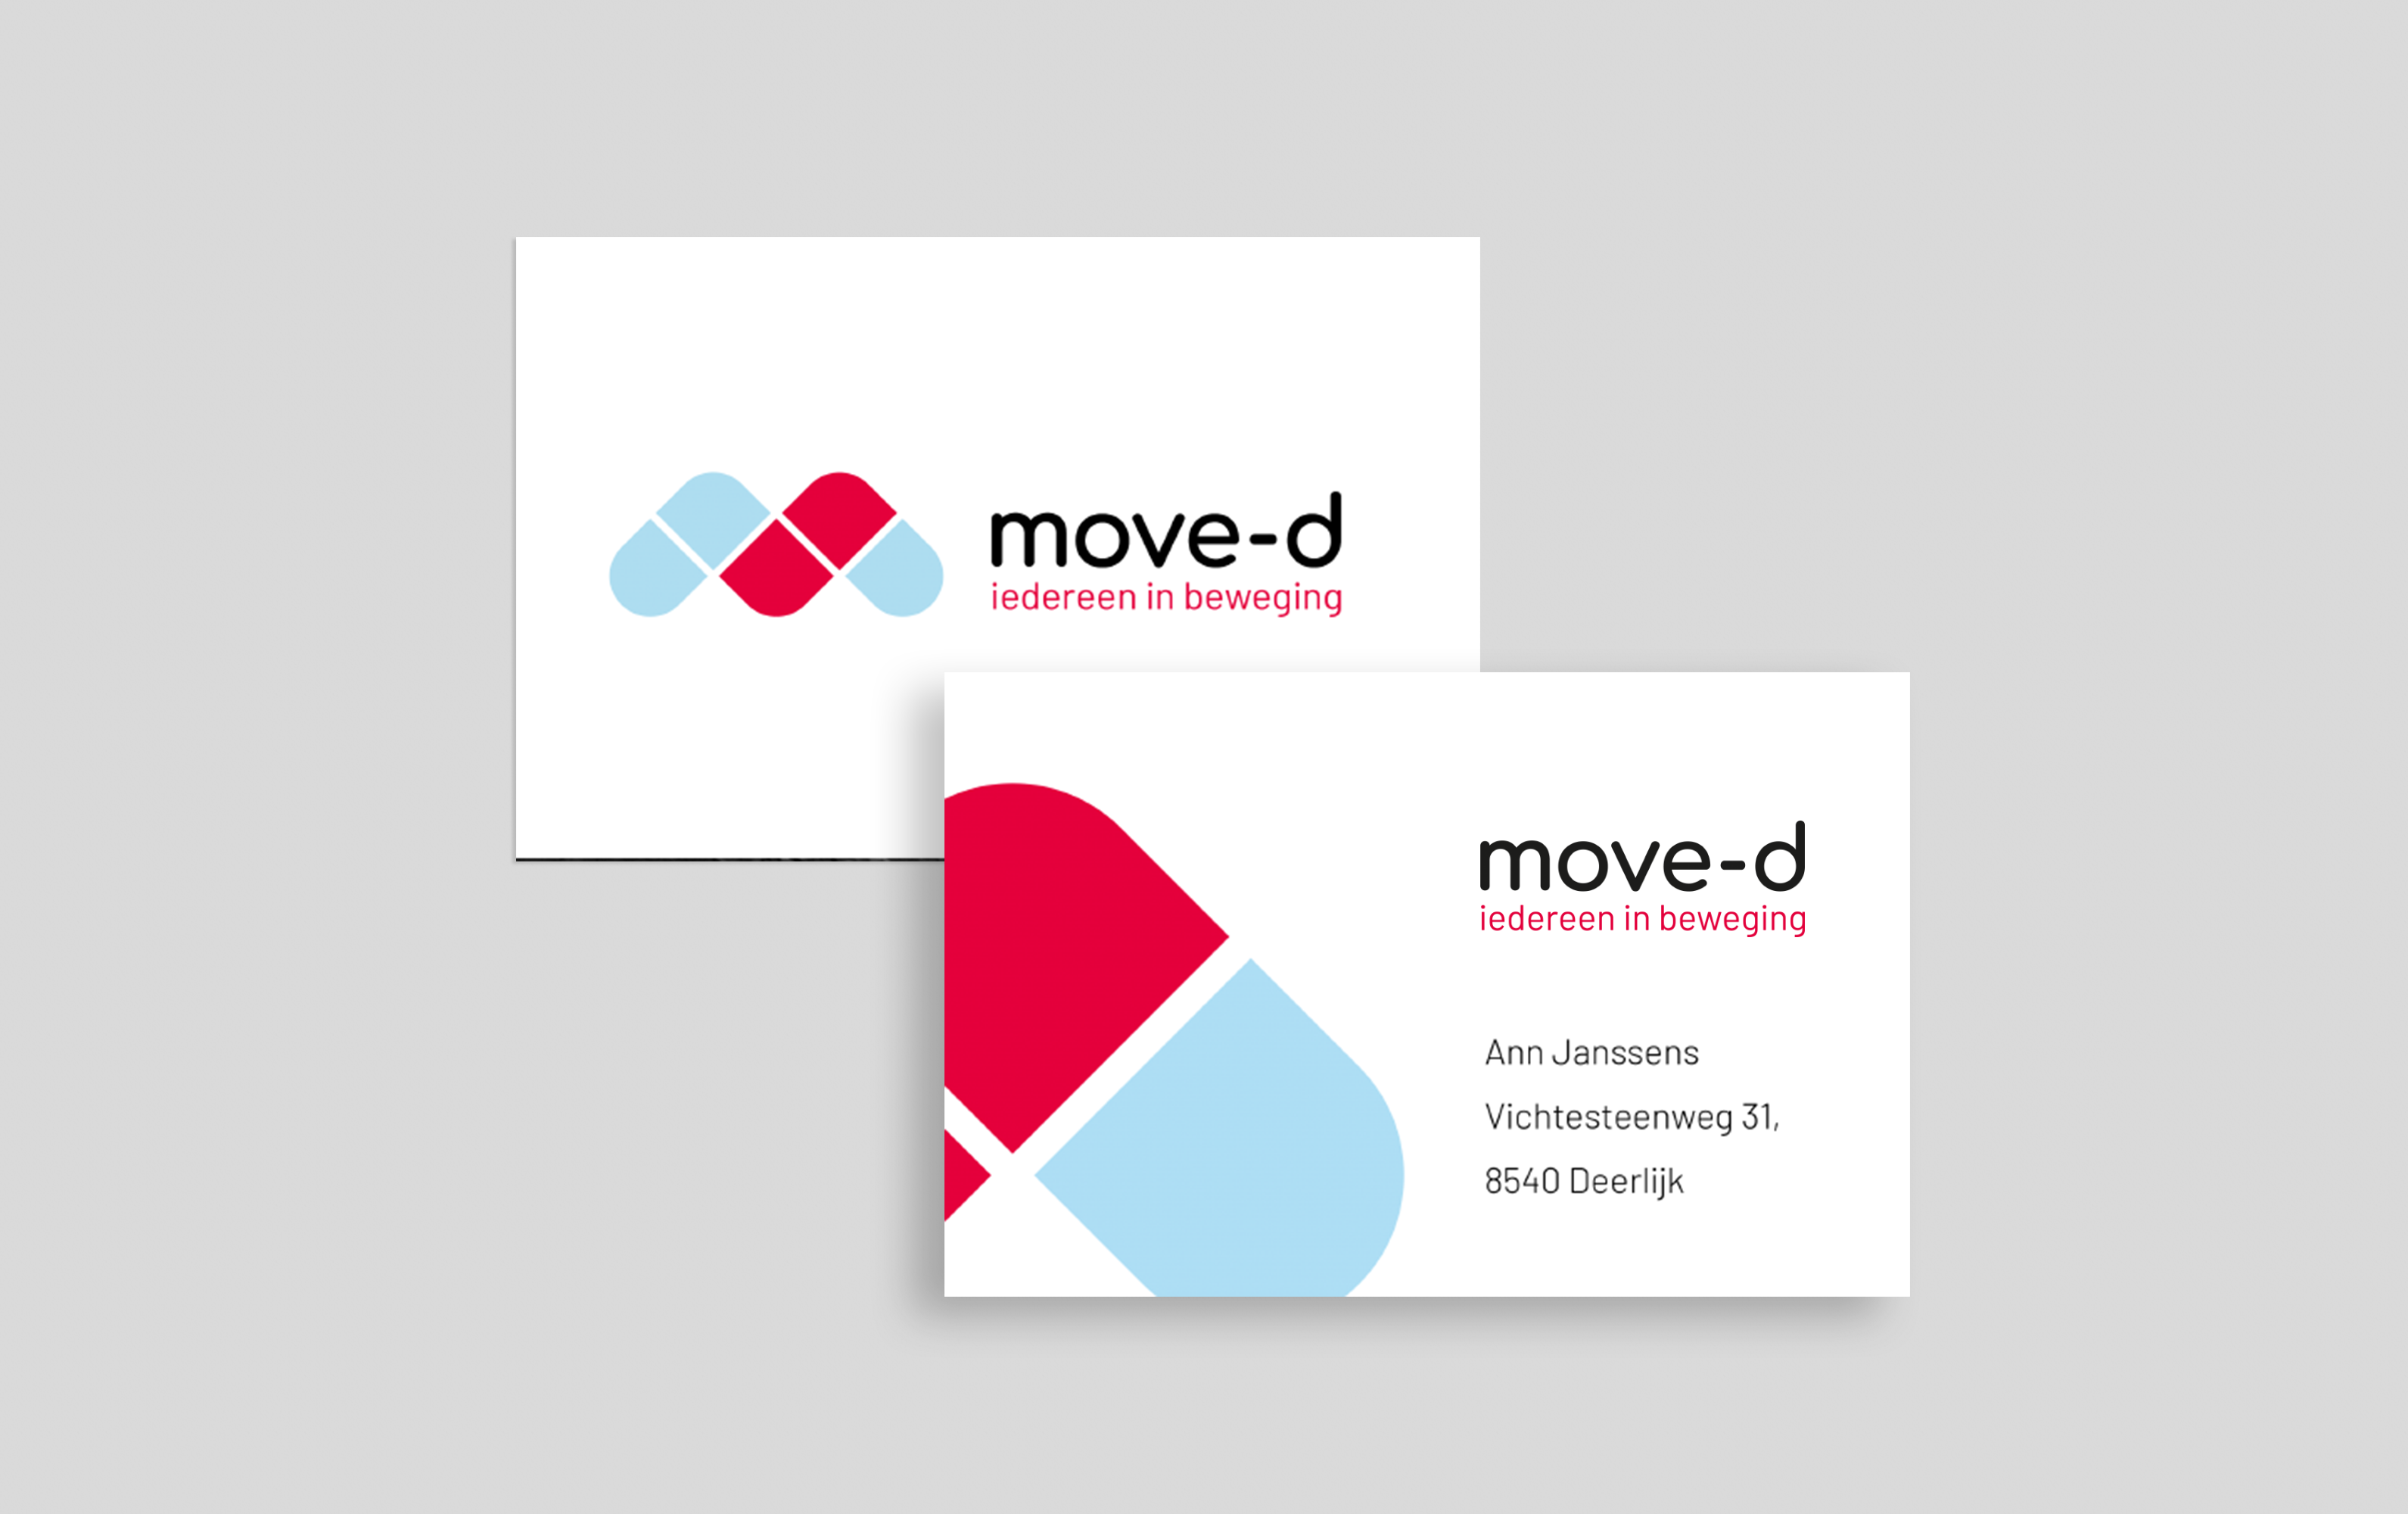 move-d
iedereen in beweging
move-d
iedereen in beweging
Ann Janssens
Vichtesteenweg 31,
8540 Deerlijk